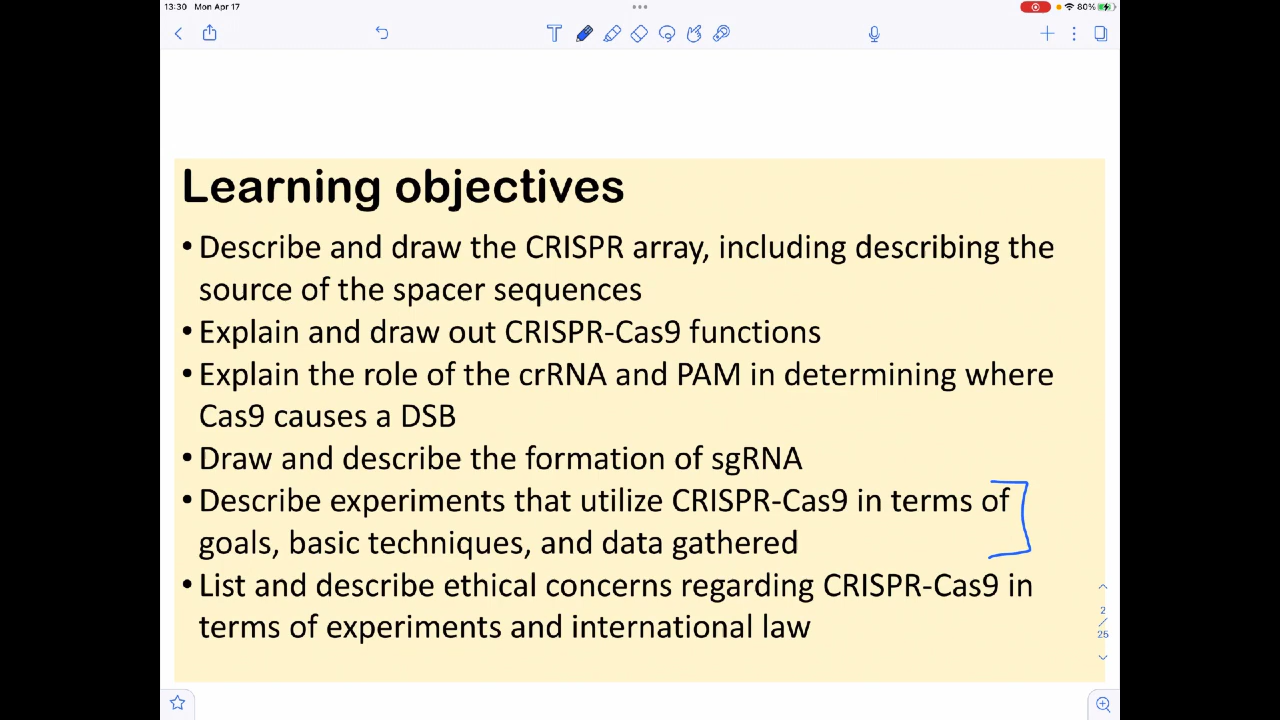 13:30 Mon Apr 17
80%
Learning objectives
• Describe and draw the CRISPR array, including describing the
source of the spacer sequences
• Explain and draw out CRISPR-Cas9 functions
• Explain the role of the crRNA and PAM in determining where
Cas9 causes a DSB
• Draw and describe the formation of sgRNA
• Describe experiments that utilize CRISPR-Cas9 in terms of
goals, basic techniques, and data gathered
• List and describe ethical concerns regarding CRISPR-Cas9 in
terms of experiments and international law
2
/
25